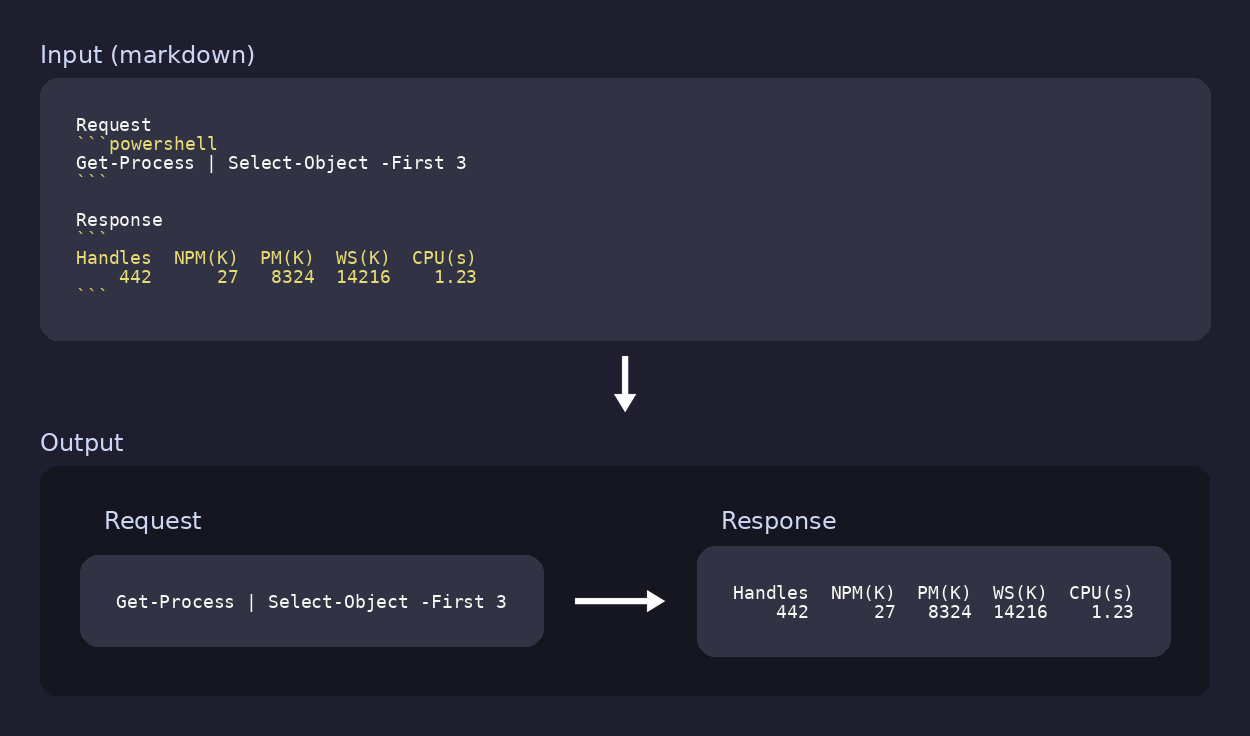 Input (markdown)
Request
```powershell
Get-Process | Select-Object -First 3
```
Response
```
Handles  NPM(K)  PM(K)  WS(K)  CPU(s)
    442      27   8324  14216    1.23
```
Output
Request
Get-Process | Select-Object -First 3
Response
Handles  NPM(K)  PM(K)  WS(K)  CPU(s)
    442      27   8324  14216    1.23